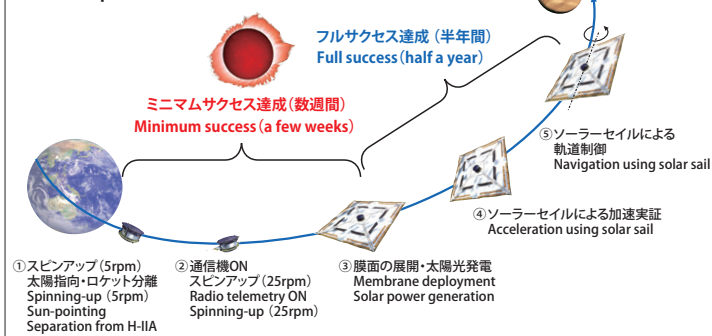 フルサクセス達成（半年間）
Full success（half a year）
ミニマムサクセス達成（数週間）
Minimum success（a few weeks）
①スピンアップ（5rpm）
太陽指向・ロケット分離
Spinning-up（5rpm）
Sun-pointing
Separation from H-IIA
②通信機ON
スピンアップ（25rpm）
Radio telemetry ON
Spinning-up（25rpm）
③膜面の展開・太陽光発電
Membrane deployment
Solar power generation
④ソーラーセイルによる加速実証
Acceleration using solar sail
⑤ソーラーセイルによる
軌道制御
Navigation using solar sail